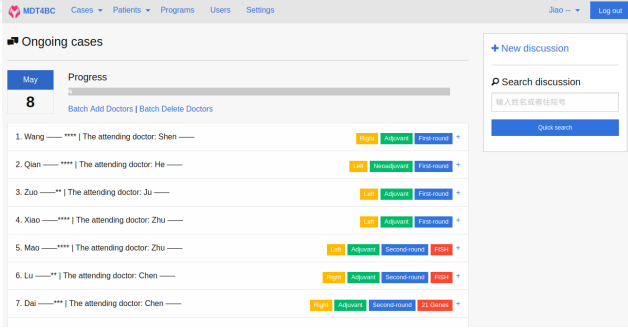 MDT4BC Cases Patients Programs Users Settings Jiao -- Log out
Ongoing cases
May
8
Progress
Batch Add Doctors | Batch Delete Doctors
1. Wang —— **** | The attending doctor: Shen —— Right Adjuvant First-round +
2. Qian —— **** | The attending doctor: He —— Left Neoadjuvant First-round +
3. Zuo ——** | The attending doctor: Ju —— Left Adjuvant First-round +
4. Xiao ——**** | The attending doctor: Zhu —— Left Adjuvant First-round +
5. Mao ——**** | The attending doctor: Zhu —— Left Adjuvant Second-round FISH +
6. Lu ——** | The attending doctor: Chen —— Right Adjuvant Second-round FISH +
7. Dai ——*** | The attending doctor: Chen —— Right Adjuvant Second-round 21 Genes +
+ New discussion
Search discussion
输入姓名或者住院号
Quick search